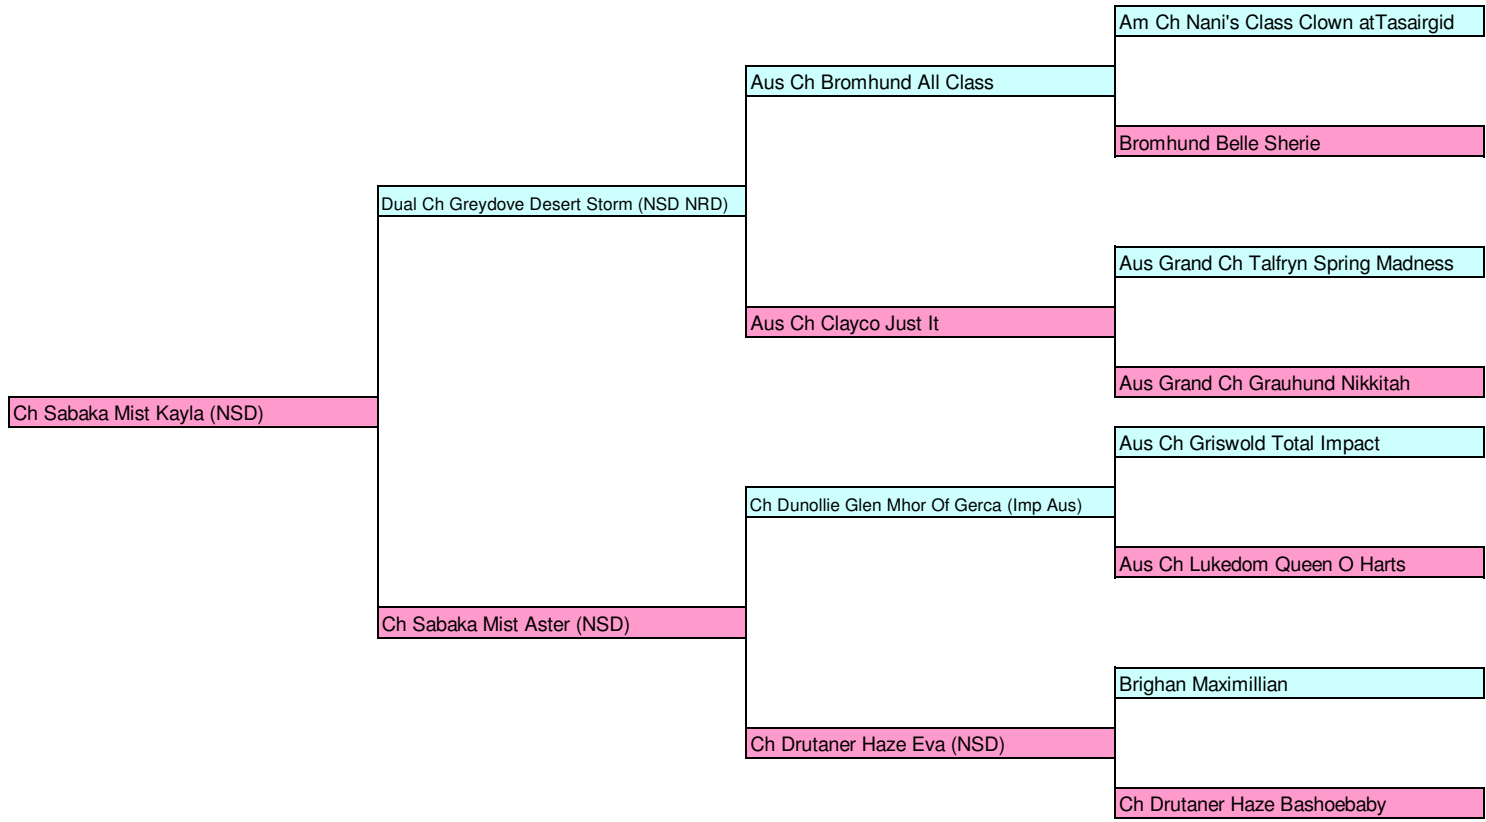 Am Ch Nani's Class Clown atTasairgid
Aus Ch Bromhund All Class
Bromhund Belle Sherie
Dual Ch Greydove Desert Storm (NSD NRD)
Aus Grand Ch Talfryn Spring Madness
Aus Ch Clayco Just It
Aus Grand Ch Grauhund Nikkitah
Ch Sabaka Mist Kayla (NSD)
Aus Ch Griswold Total Impact
Ch Dunollie Glen Mhor Of Gerca (Imp Aus)
Aus Ch Lukedom Queen O Harts
Ch Sabaka Mist Aster (NSD)
Brighan Maximillian
Ch Drutaner Haze Eva (NSD)
Ch Drutaner Haze Bashoebaby